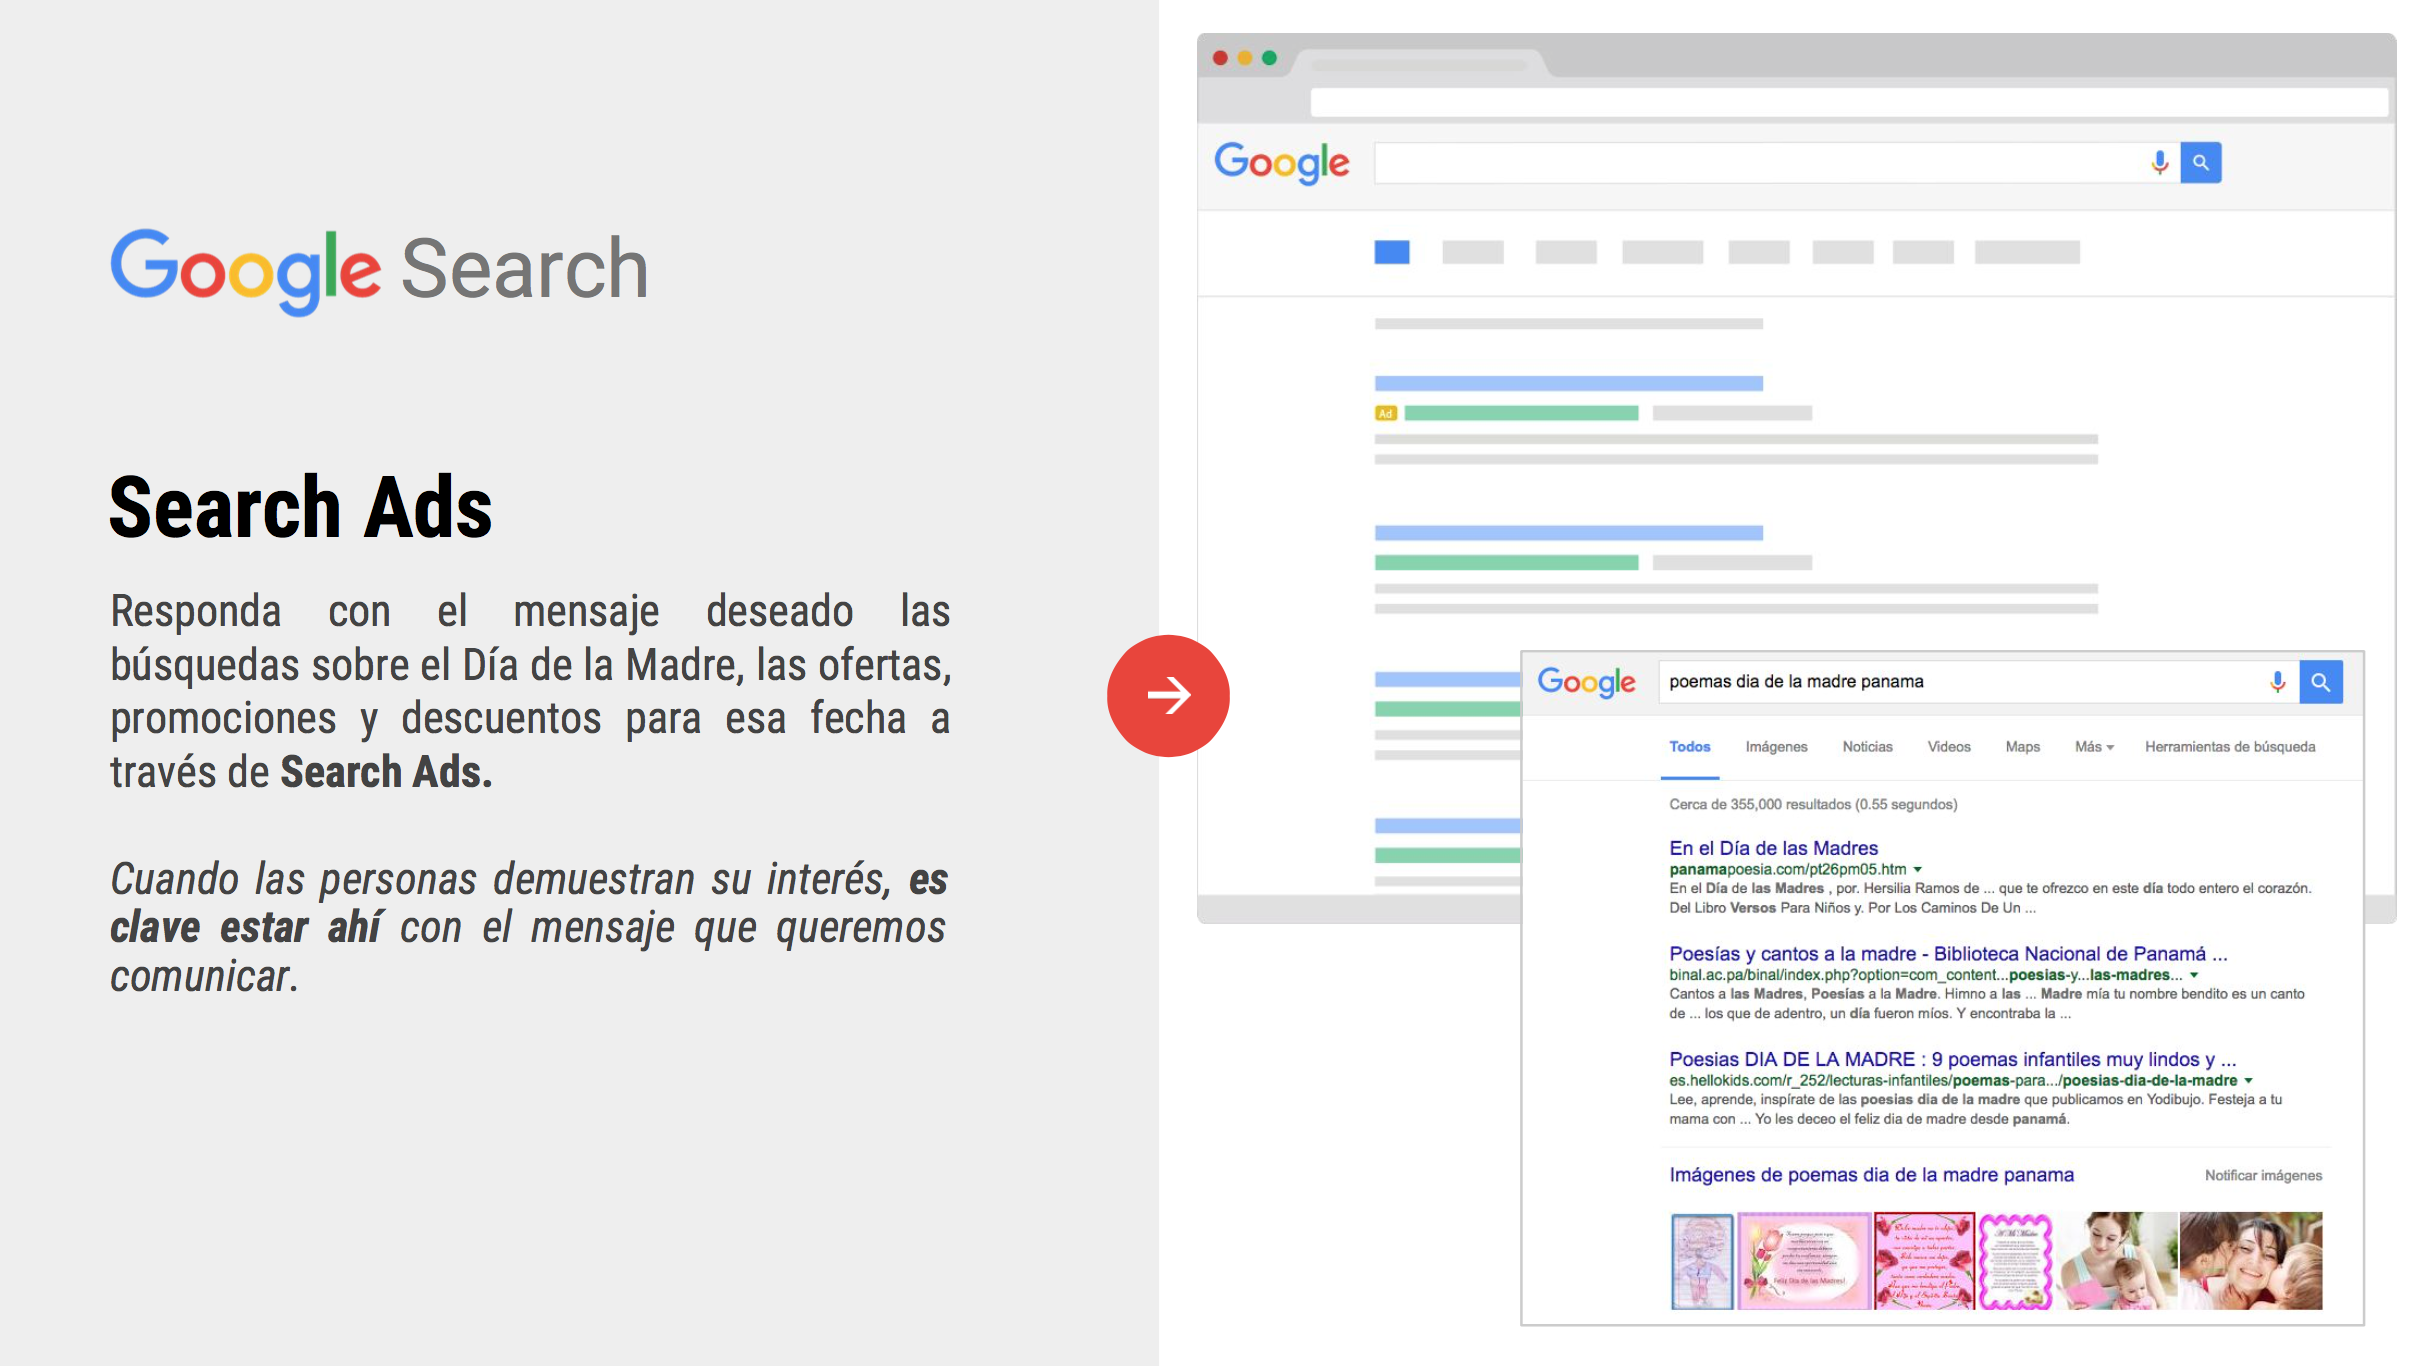 Google Search
Search Ads
Responda con el mensaje deseado las
búsquedas sobre el Día de la Madre, las ofertas,
promociones y descuentos para esa fecha a
través de Search Ads.
Cuando las personas demuestran su interés, es
clave estar ahí con el mensaje que queremos
comunicar.
Google
Ad
Google
poemas dia de la madre panama
Todos Imágenes Noticias Videos Maps Más Herramientas de búsqueda
Cerca de 355,000 resultados (0.55 segundos)
En el Día de las Madres
panamapoesia.com/pt26pm05.htm
En el Día de las Madres , por. Hersilia Ramos de ... que te ofrezco en este día todo entero el corazón.
Del Libro Versos Para Niños y. Por Los Caminos De Un ...
Poesías y cantos a la madre - Biblioteca Nacional de Panamá ...
binal.ac.pa/binal/index.php?option=com_content...poesias-y...las-madres...
Cantos a las Madres, Poesías a la Madre. Himno a las ... Madre mía tu nombre bendito es un canto
de ... los que de adentro, un día fueron míos. Y encontraba la ...
Poesias DIA DE LA MADRE : 9 poemas infantiles muy lindos y ...
es.hellokids.com/r_252/lecturas-infantiles/poemas-para.../poesias-dia-de-la-madre
Lee, aprende, inspírate de las poesias dia de la madre que publicamos en Yodibujo. Festeja a tu
mama con ... Yo les deceo el feliz dia de madre desde panamá.
Imágenes de poemas dia de la madre panama
Notificar imágenes
Feliz Día de las Madres!